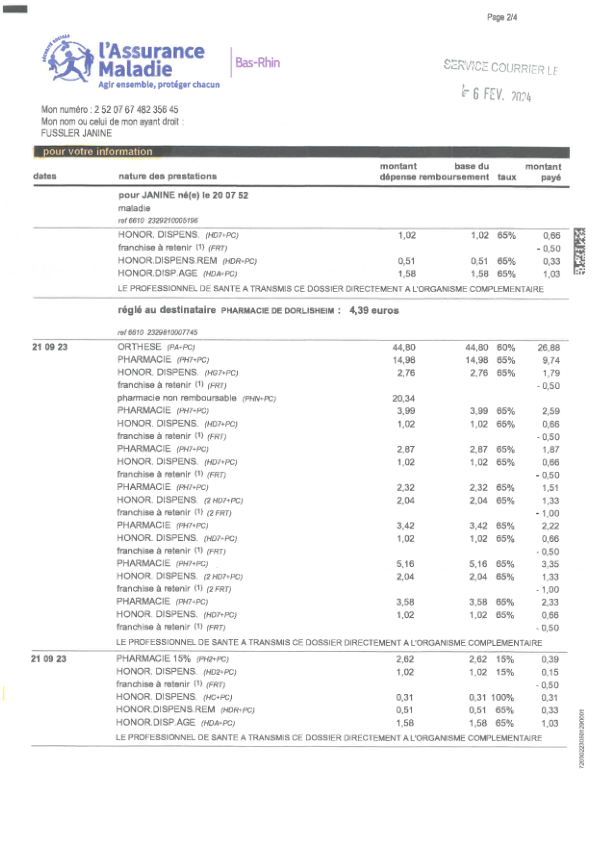 Page 2/4
SÉCURITÉ SOCIALE
l'Assurance
Maladie
Agir ensemble, protéger chacun
Bas-Rhin
SERVICE COURRIER LE
6 FEV. 2024
Mon numéro : 2 52 07 67 482 356 45
Mon nom ou celui de mon ayant droit :
FUSSLER JANINE
pour votre information
dates nature des prestations montant dépense base du remboursement taux montant payé
pour JANINE né(e) le 20 07 52
maladie
ref 6610 2329210005196
HONOR. DISPENS. (HD7+PC) 1,02 1,02 65% 0,66
franchise à retenir (1) (FRT) - 0,50
HONOR.DISPENS.REM (HDR+PC) 0,51 0,51 65% 0,33
HONOR.DISP.AGE (HDA+PC) 1,58 1,58 65% 1,03
LE PROFESSIONNEL DE SANTE A TRANSMIS CE DOSSIER DIRECTEMENT A L'ORGANISME COMPLEMENTAIRE
réglé au destinataire PHARMACIE DE DORLISHEIM : 4,39 euros
ref 6610 2329810007745
21 09 23 ORTHESE (PA+PC) 44,80 44,80 60% 26,88
PHARMACIE (PH7+PC) 14,98 14,98 65% 9,74
HONOR. DISPENS. (HG7+PC) 2,76 2,76 65% 1,79
franchise à retenir (1) (FRT) - 0,50
pharmacie non remboursable (PHN+PC) 20,34
PHARMACIE (PH7+PC) 3,99 3,99 65% 2,59
HONOR. DISPENS. (HD7+PC) 1,02 1,02 65% 0,66
franchise à retenir (1) (FRT) - 0,50
PHARMACIE (PH7+PC) 2,87 2,87 65% 1,87
HONOR. DISPENS. (HD7+PC) 1,02 1,02 65% 0,66
franchise à retenir (1) (FRT) - 0,50
PHARMACIE (PH7+PC) 2,32 2,32 65% 1,51
HONOR. DISPENS. (2 HD7+PC) 2,04 2,04 65% 1,33
franchise à retenir (1) (2 FRT) - 1,00
PHARMACIE (PH7+PC) 3,42 3,42 65% 2,22
HONOR. DISPENS. (HD7+PC) 1,02 1,02 65% 0,66
franchise à retenir (1) (FRT) - 0,50
PHARMACIE (PH7+PC) 5,16 5,16 65% 3,35
HONOR. DISPENS. (2 HD7+PC) 2,04 2,04 65% 1,33
franchise à retenir (1) (2 FRT) - 1,00
PHARMACIE (PH7+PC) 3,58 3,58 65% 2,33
HONOR. DISPENS. (HD7+PC) 1,02 1,02 65% 0,66
franchise à retenir (1) (FRT) - 0,50
LE PROFESSIONNEL DE SANTE A TRANSMIS CE DOSSIER DIRECTEMENT A L'ORGANISME COMPLEMENTAIRE
21 09 23 PHARMACIE 15% (PH2+PC) 2,62 2,62 15% 0,39
HONOR. DISPENS. (HD2+PC) 1,02 1,02 15% 0,15
franchise à retenir (1) (FRT) - 0,50
HONOR. DISPENS. (HC+PC) 0,31 0,31 100% 0,31
HONOR.DISPENS.REM (HDR+PC) 0,51 0,51 65% 0,33
HONOR.DISP.AGE (HDA+PC) 1,58 1,58 65% 1,03
LE PROFESSIONNEL DE SANTE A TRANSMIS CE DOSSIER DIRECTEMENT A L'ORGANISME COMPLEMENTAIRE